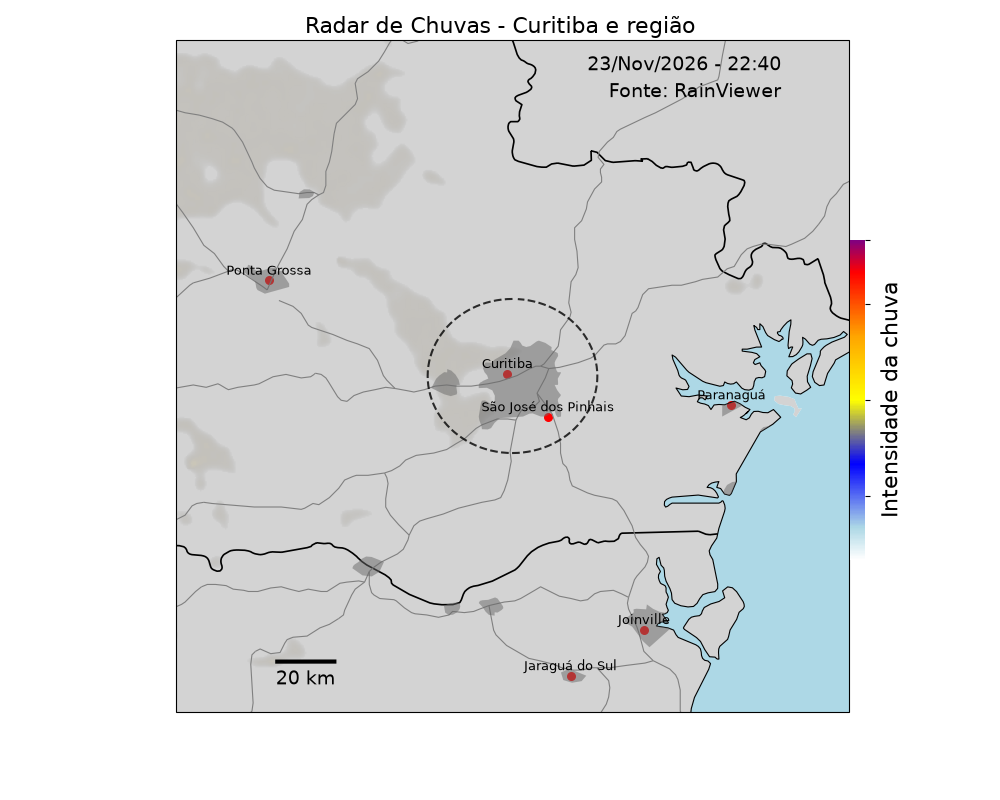 Radar de Chuvas - Curitiba e região
23/Nov/2026 - 22:40
Fonte: RainViewer
Ponta Grossa
Curitiba
Paranaguá
São José dos Pinhais
Intensidade da chuva
Joinville
Jaraguá do Sul
20 km